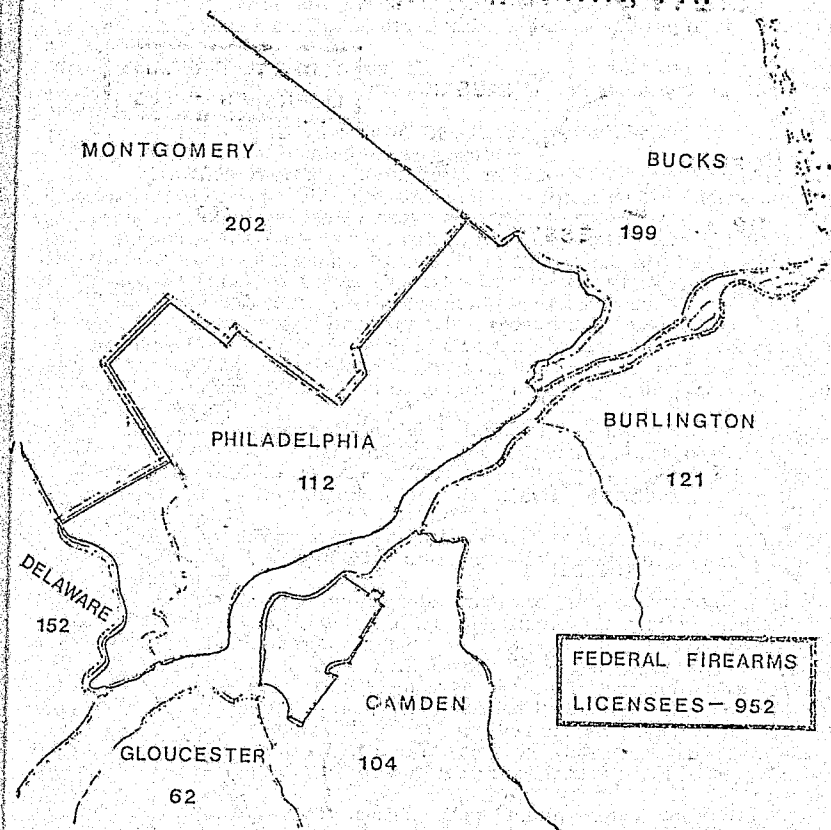 MONTGOMERY
202
BUCKS
199
PHILADELPHIA
112
BURLINGTON
121
DELAWARE
152
FEDERAL FIREARMS
LICENSEES - 952
CAMDEN
104
GLOUCESTER
62